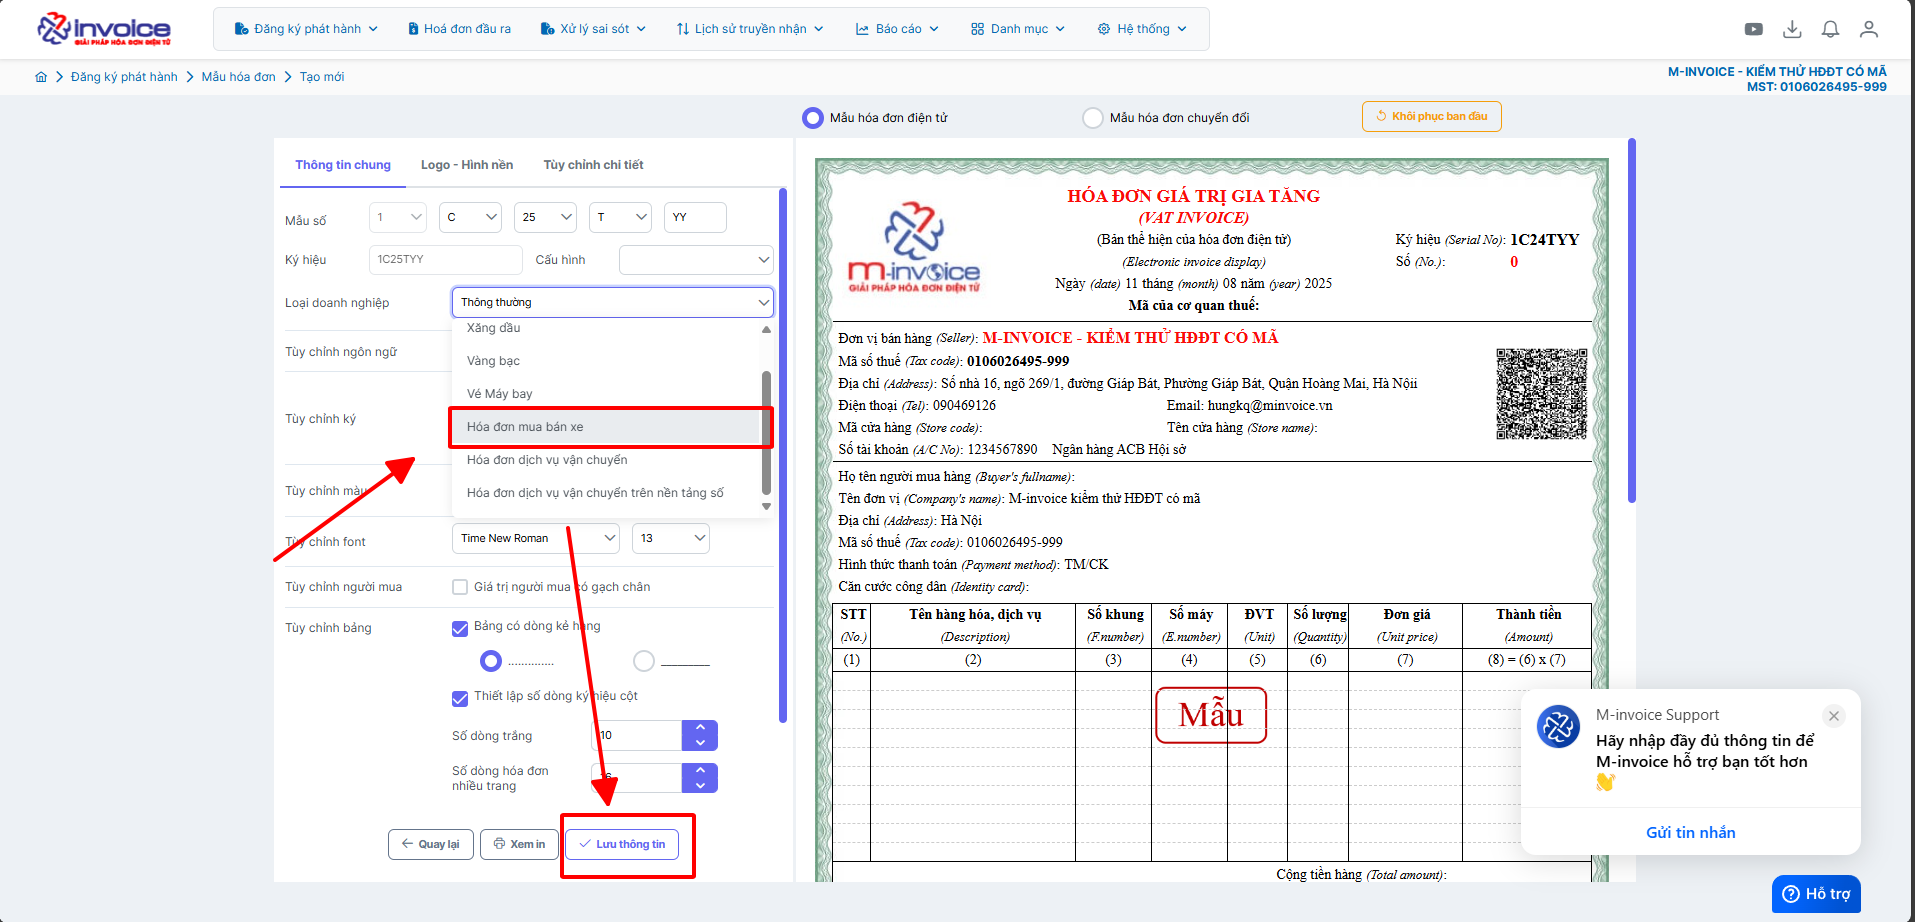 invoice
GIẢI PHÁP HÓA ĐƠN ĐIỆN TỬ
Đăng ký phát hành
Hoá đơn đầu ra
Xử lý sai sót
Lịch sử truyền nhận
Báo cáo
Danh mục
Hệ thống
Đăng ký phát hành
Mẫu hóa đơn
Tạo mới
M-INVOICE - KIỂM THỬ HĐĐT CÓ MÃ
MST: 0106026495-999
Mẫu hóa đơn điện tử
Mẫu hóa đơn chuyển đổi
Khôi phục ban đầu
Thông tin chung
Logo - Hình nền
Tùy chỉnh chi tiết
Mẫu số
1
C
25
T
YY
Ký hiệu
1C25TYY
Cấu hình
Loại doanh nghiệp
Thông thường
Xăng dầu
Tùy chỉnh ngôn ngữ
Vàng bạc
Vé Máy bay
Tùy chỉnh ký
Hóa đơn mua bán xe
Hóa đơn dịch vụ vận chuyển
Tùy chỉnh màu
Hóa đơn dịch vụ vận chuyển trên nền tảng số
Tùy chỉnh font
Time New Roman
13
Tùy chỉnh người mua
Giá trị người mua có gạch chân
Tùy chỉnh bảng
Bảng có dòng kẻ hàng
..............
Thiết lập số dòng ký hiệu cột
Số dòng trắng
10
Số dòng hóa đơn
nhiều trang
Quay lại
Xem in
Lưu thông tin
m-invoice
GIẢI PHÁP HÓA ĐƠN ĐIỆN TỬ
HÓA ĐƠN GIÁ TRỊ GIA TĂNG
(VAT INVOICE)
(Bản thể hiện của hóa đơn điện tử)
(Electronic invoice display)
Ngày (date) 11 tháng (month) 08 năm (year) 2025
Mã của cơ quan thuế:
Ký hiệu (Serial No): 1C24TYY
Số (No.): 0
Đơn vị bán hàng (Seller): M-INVOICE - KIỂM THỬ HĐĐT CÓ MÃ
Mã số thuế (Tax code): 0106026495-999
Địa chỉ (Address): Số nhà 16, ngõ 269/1, đường Giáp Bát, Phường Giáp Bát, Quận Hoàng Mai, Hà Nộii
Điện thoại (Tel): 090469126
Email: hungkq@minvoice.vn
Mã cửa hàng (Store code):
Tên cửa hàng (Store name):
Số tài khoản (A/C No): 1234567890 Ngân hàng ACB Hội sở
Họ tên người mua hàng (Buyer's fullname):
Tên đơn vị (Company's name): M-invoice kiểm thử HĐĐT có mã
Địa chỉ (Address): Hà Nội
Mã số thuế (Tax code): 0106026495-999
Hình thức thanh toán (Payment method): TM/CK
Căn cước công dân (Identity card):
STT Tên hàng hóa, dịch vụ Số khung Số máy ĐVT Số lượng Đơn giá Thành tiền
(No.) (Description) (F.number) (E.number) (Unit) (Quantity) (Unit price) (Amount)
(1) (2) (3) (4) (5) (6) (7) (8) = (6) x (7)
Mẫu
Cộng tiền hàng (Total amount):
M-invoice Support
Hãy nhập đầy đủ thông tin để
M-invoice hỗ trợ bạn tốt hơn
Gửi tin nhắn
Hỗ trợ